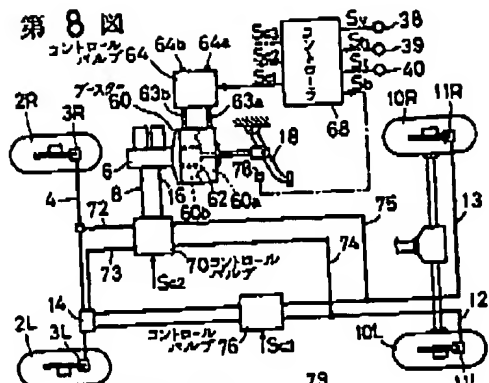 第8図
コントロール
バルブ
64
64b
64a
Sv
38
39
40
St
Sb
コントローラ
68
ブースター
63b
63a
60
2R
3R
6
8
16
60b
62
60a
78
18
10R
11R
4
72
73
75
74
13
70
コントロール
バルブ
Sc2
14
2L
3L
コントロール
バルブ
76
Sc1
12
10L
11L
79